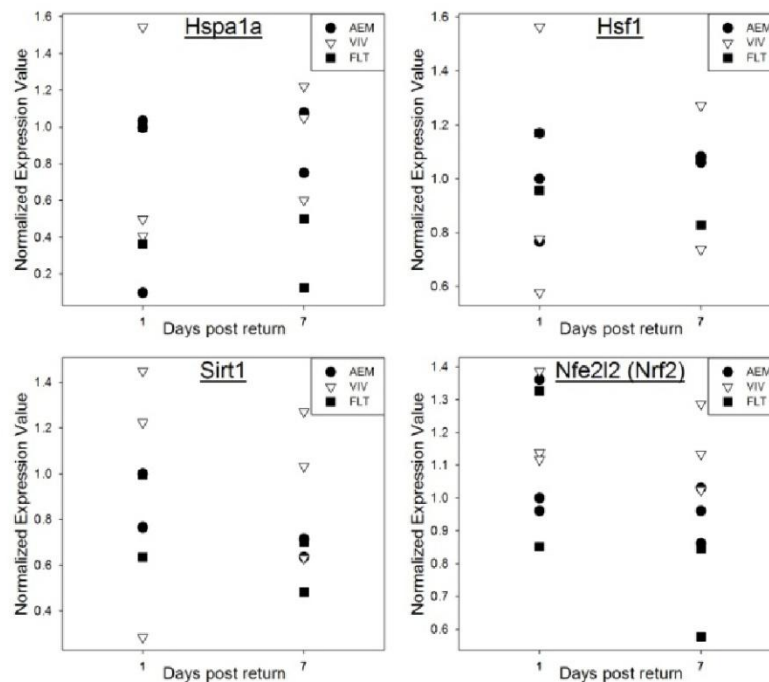 Hspa1a
AEM
VIV
FLT
Normalized Expression Value
1.6
1.4
1.2
1.0
0.8
0.6
0.4
0.2
1
7
Days post return
Hsf1
AEM
VIV
FLT
Normalized Expression Value
1.6
1.4
1.2
1.0
0.8
0.6
1
7
Days post return
Sirt1
AEM
VIV
FLT
Normalized Expression Value
1.4
1.2
1.0
0.8
0.6
0.4
1
7
Days post return
Nfe2l2 (Nrf2)
AEM
VIV
FLT
Normalized Expression Value
1.4
1.3
1.2
1.1
1.0
0.9
0.8
0.7
0.6
1
7
Days post return